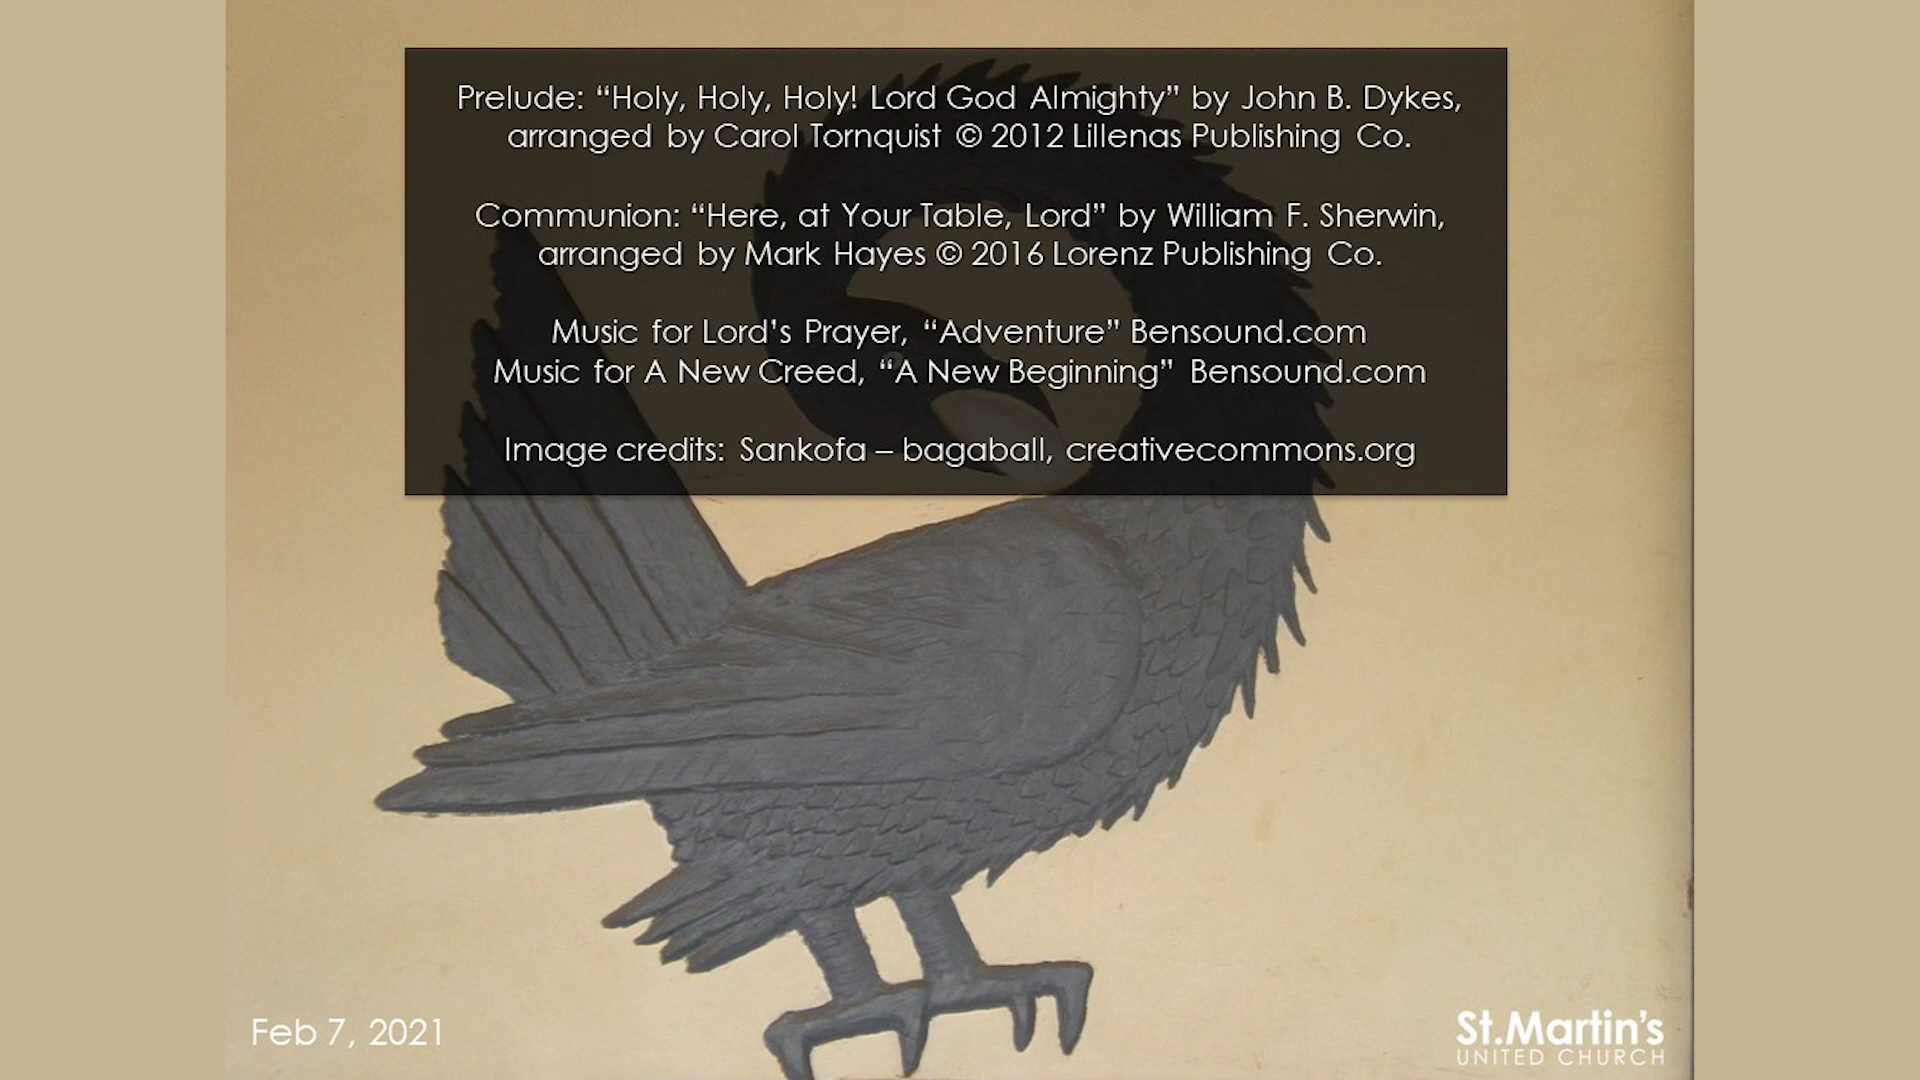 Prelude: “Holy, Holy, Holy! Lord God Almighty” by John B. Dykes,
arranged by Carol Tornquist © 2012 Lillenas Publishing Co.
Communion: “Here, at Your Table, Lord” by William F. Sherwin,
arranged by Mark Hayes © 2016 Lorenz Publishing Co.
Music for Lord’s Prayer, “Adventure” Bensound.com
Music for A New Creed, “A New Beginning” Bensound.com
Image credits: Sankofa – bagaball, creativecommons.org
Feb 7, 2021
St.Martin’s
UNITED CHURCH